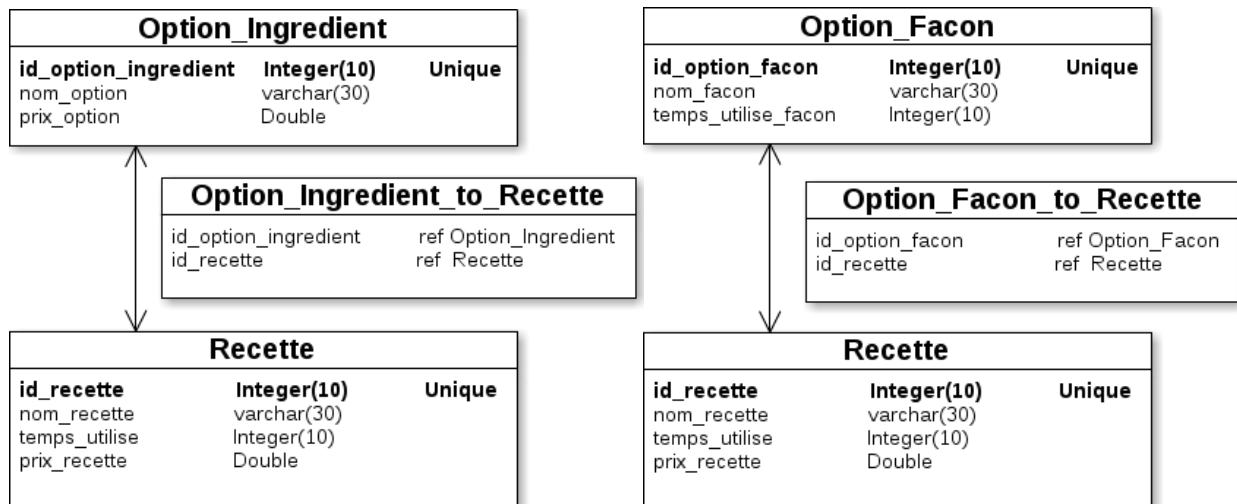 Option_Ingredient
id_option_ingredient Integer(10) Unique
nom_option varchar(30)
prix_option Double
Option_Ingredient_to_Recette
id_option_ingredient ref Option_Ingredient
id_recette ref Recette
Recette
id_recette Integer(10) Unique
nom_recette varchar(30)
temps_utilise Integer(10)
prix_recette Double
Option_Facon
id_option_facon Integer(10) Unique
nom_facon varchar(30)
temps_utilise_facon Integer(10)
Option_Facon_to_Recette
id_option_facon ref Option_Facon
id_recette ref Recette
Recette
id_recette Integer(10) Unique
nom_recette varchar(30)
temps_utilise Integer(10)
prix_recette Double